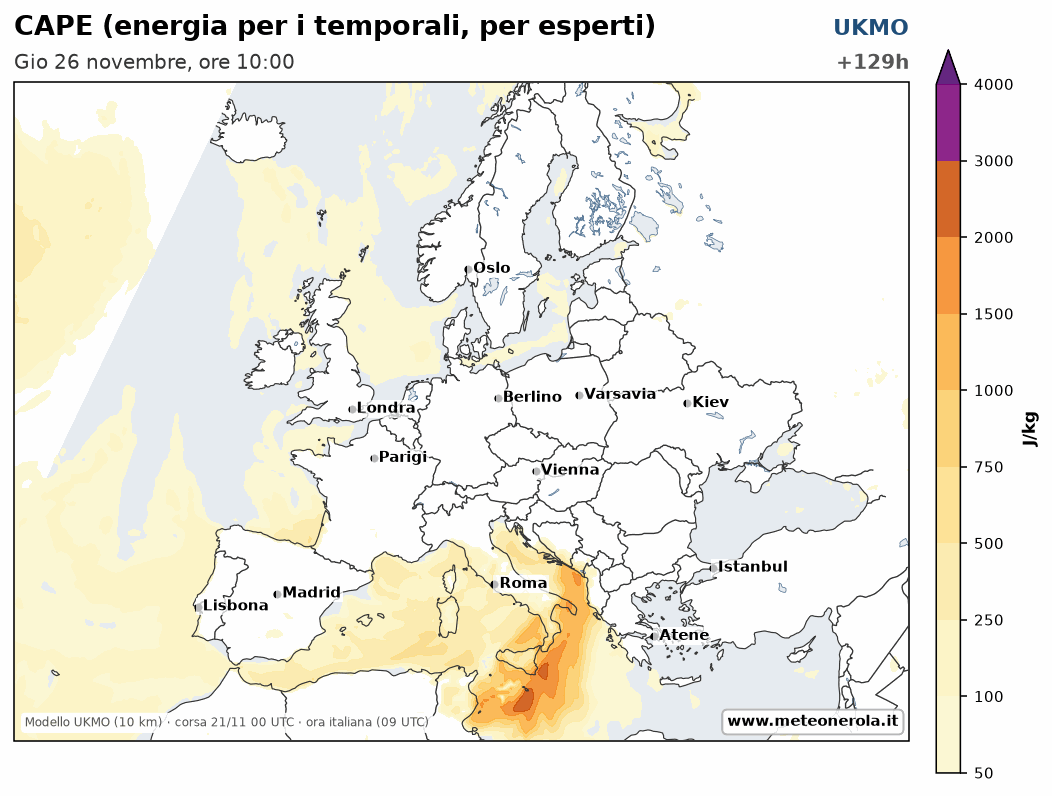 CAPE (energia per i temporali, per esperti)
UKMO
Gio 26 novembre, ore 10:00
+129h
4000
3000
2000
1500
1000
750
500
250
100
50
J/kg
Oslo
Berlino
Varsavia
Kiev
Londra
Parigi
Vienna
Istanbul
Roma
Madrid
Lisbona
Atene
Modello UKMO (10 km) · corsa 21/11 00 UTC · ora italiana (09 UTC)
www.meteonerola.it